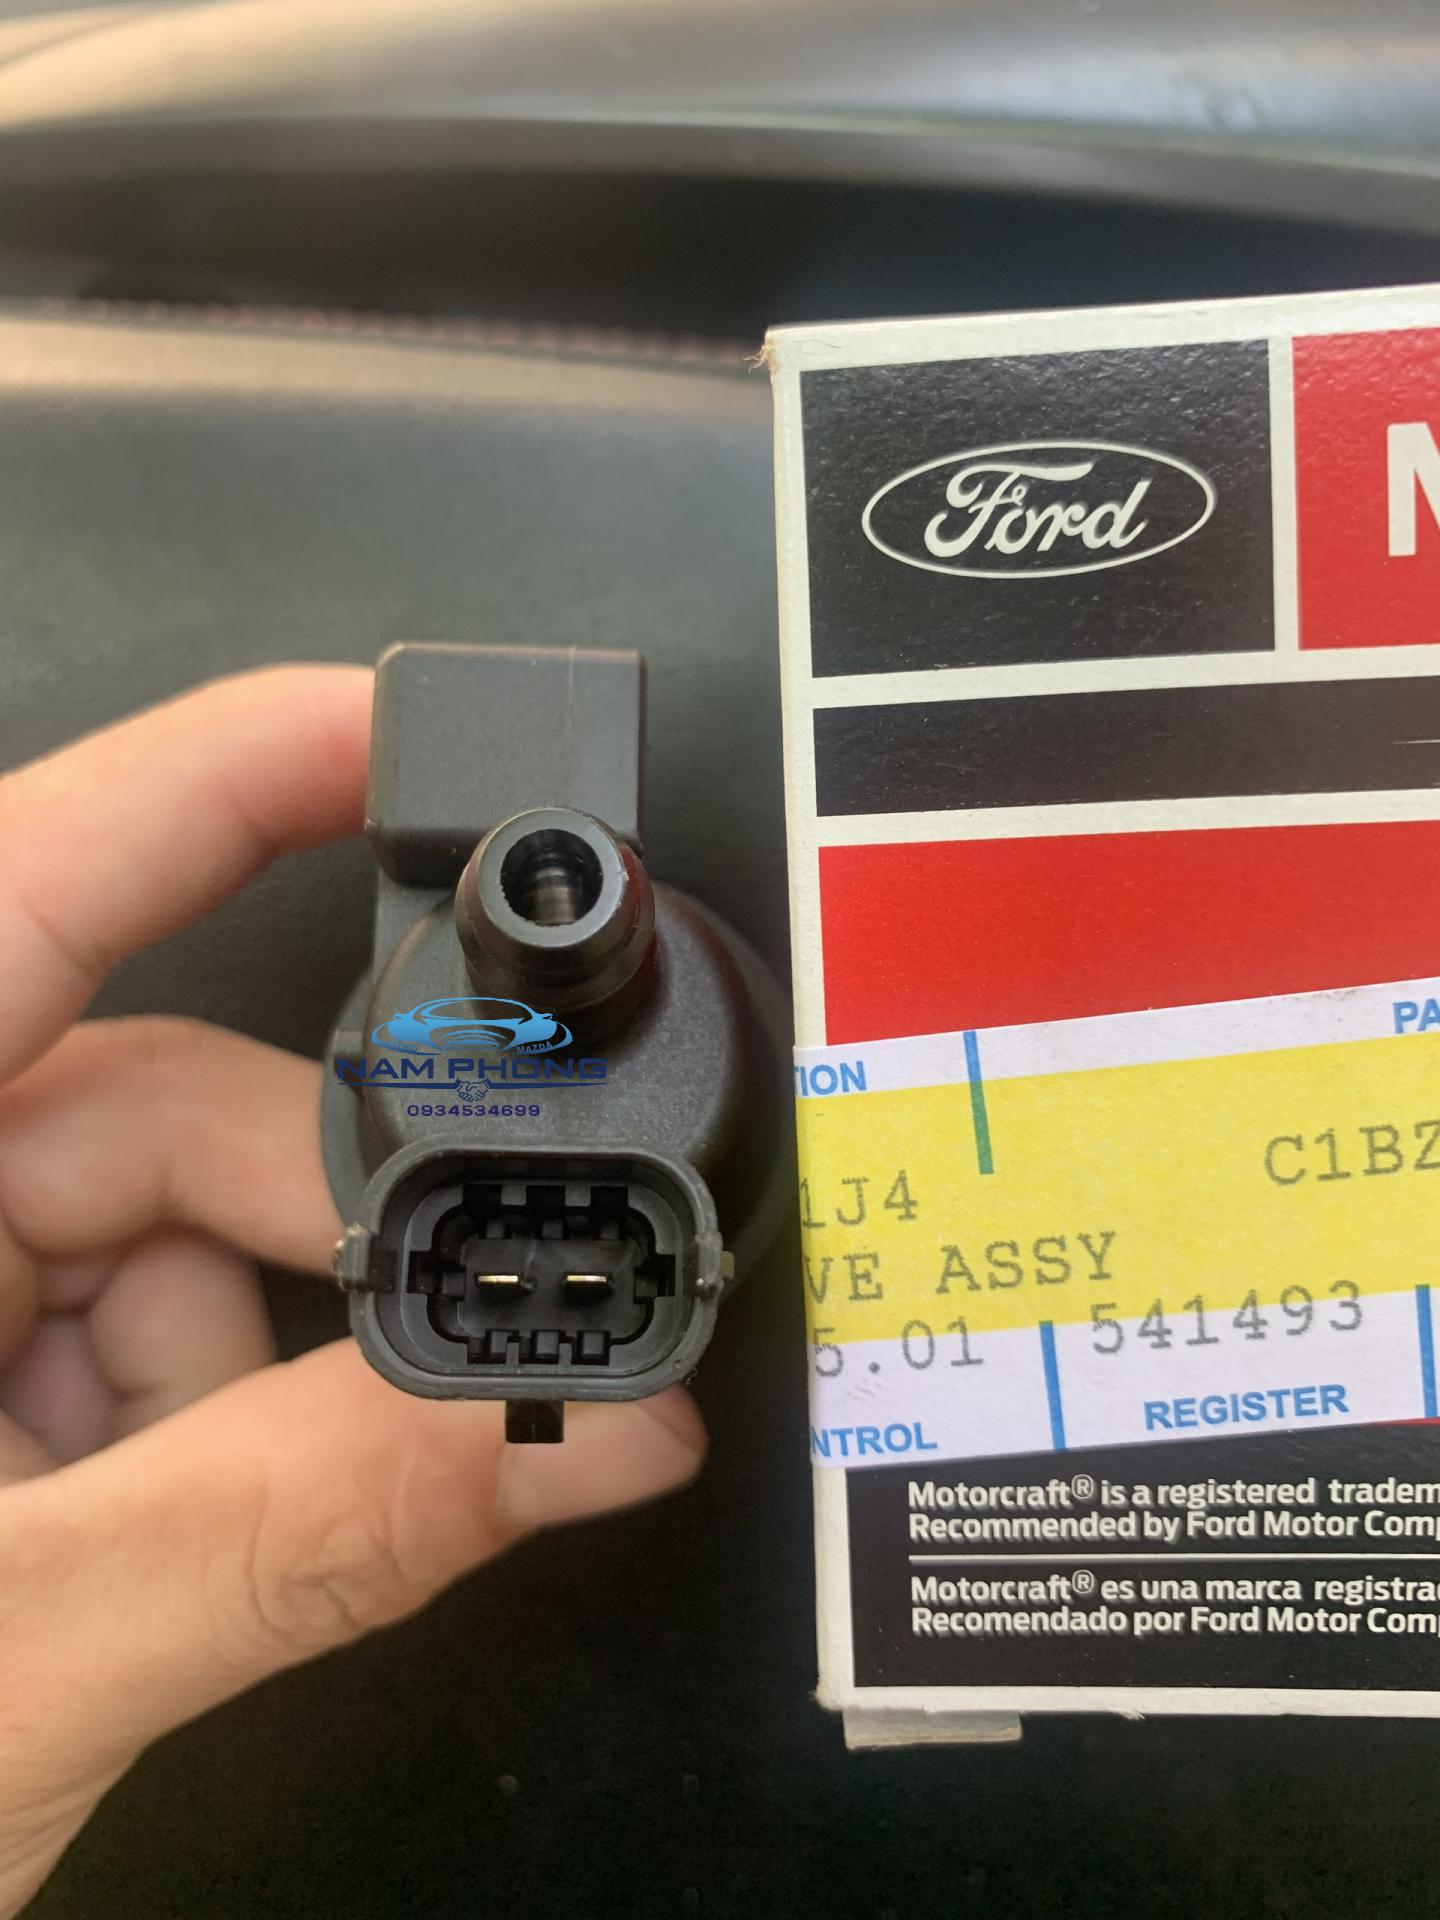 Ford
PA
TION
C1BZ
1J4
VE ASSY
5.01
541493
NTROL
REGISTER
Motorcraft® is a registered tradem
Recommended by Ford Motor Comp
Motorcraft® es una marca registrad
Recomendado por Ford Motor Comp
MAZDA
NAM PHONG
0934534699